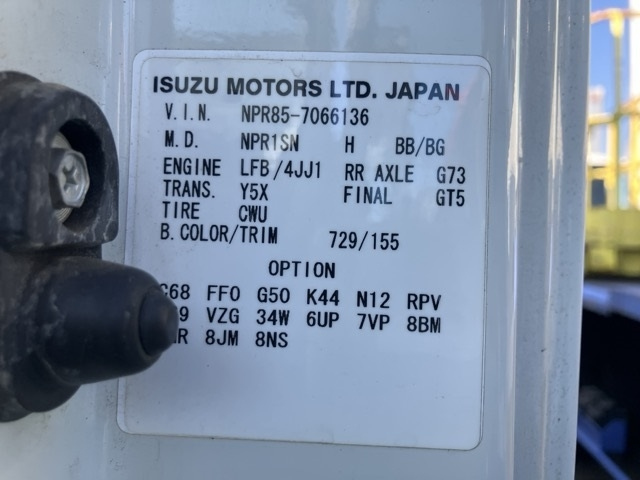 ISUZU MOTORS LTD. JAPAN
V.I.N. NPR85-7066136
M.D. NPR1SN H BB/BG
ENGINE LFB/4JJ1 RR AXLE G73
TRANS. Y5X FINAL GT5
TIRE CWU
B.COLOR/TRIM 729/155
OPTION
FF0 G50 K44 N12 RPV
VZG 34W 6UP 7VP 8BM
8JM 8NS